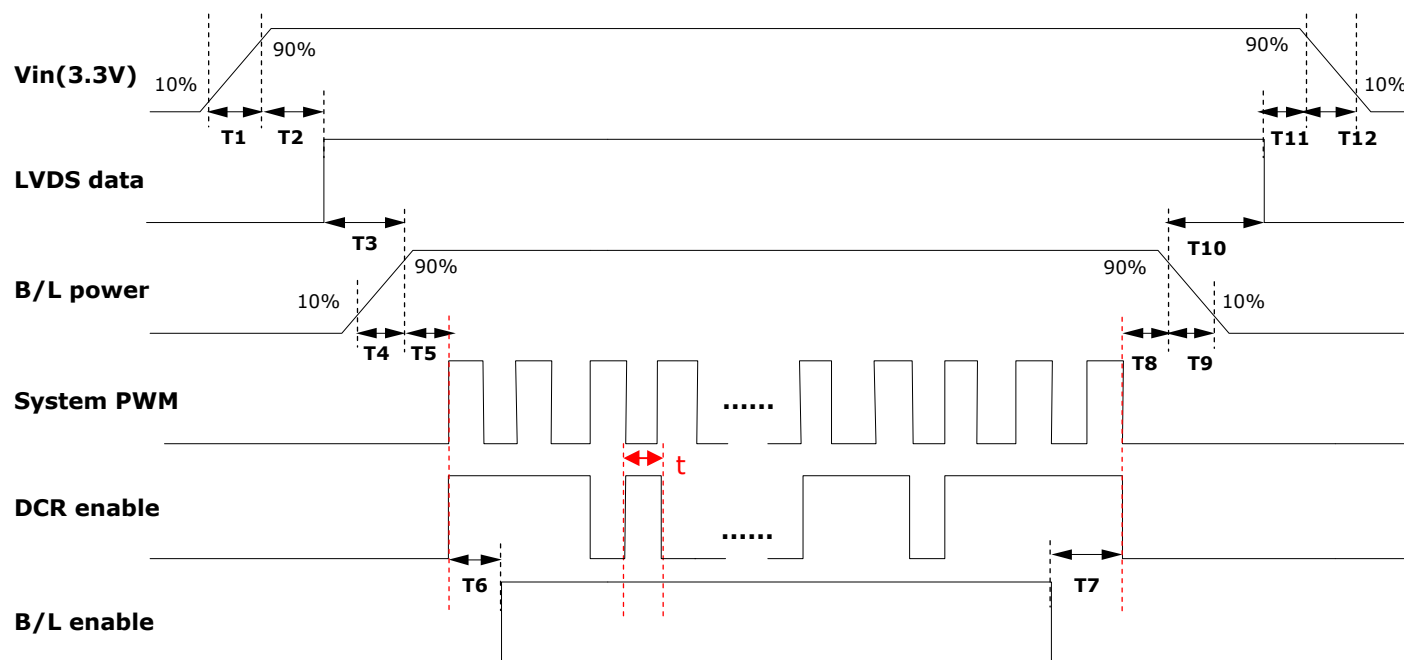 90%
90%
Vin(3.3V)
10%
10%
T1
T2
T11
T12
LVDS data
T3
T10
90%
90%
B/L power
10%
10%
T4
T5
T8
T9
System PWM
......
t
DCR enable
......
T6
T7
B/L enable